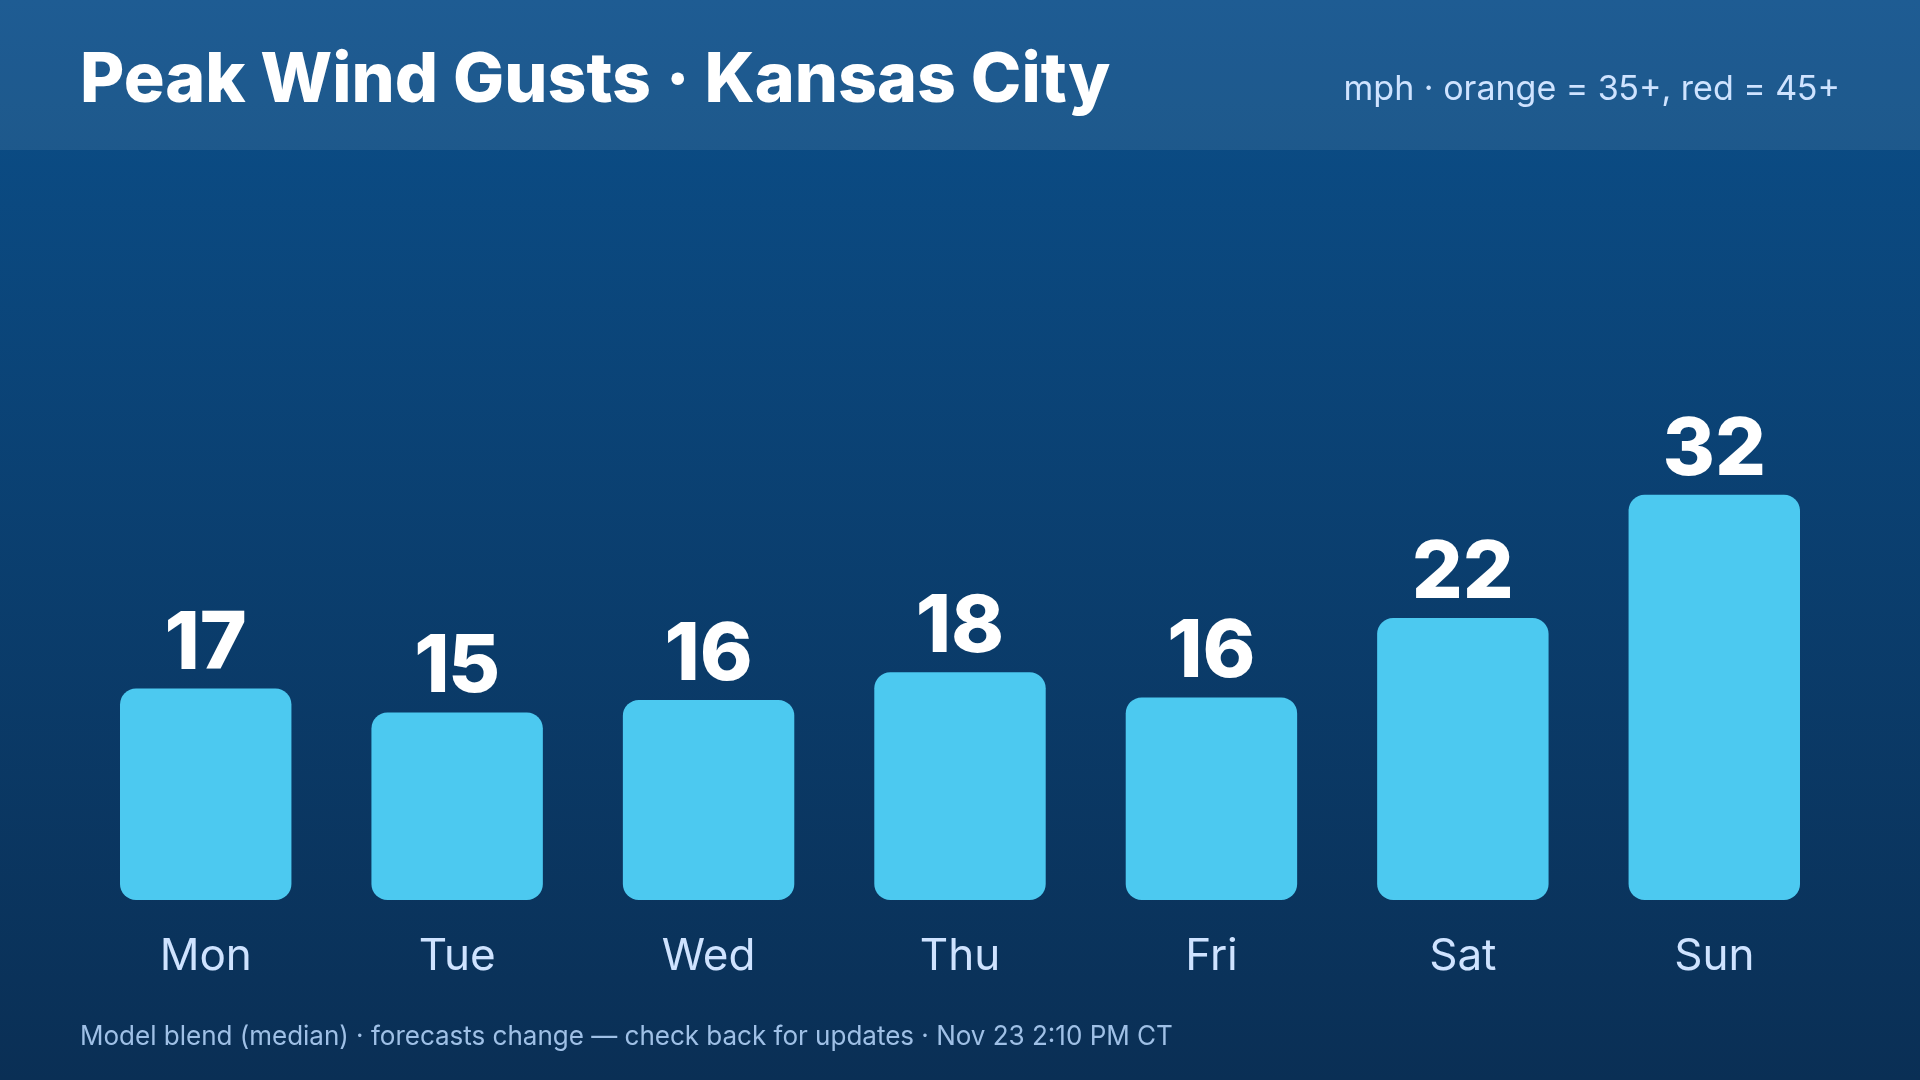 Peak Wind Gusts · Kansas City
mph · orange = 35+, red = 45+
17
15
16
18
16
22
32
Mon
Tue
Wed
Thu
Fri
Sat
Sun
Model blend (median) · forecasts change — check back for updates · Nov 23 2:10 PM CT